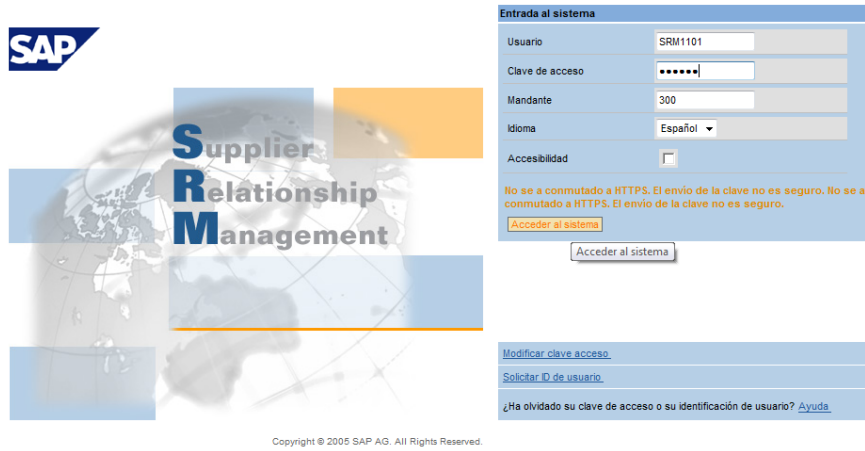 SAP
Supplier
Relationship
Management
Copyright © 2005 SAP AG. All Rights Reserved.
Entrada al sistema
Usuario SRM1101
Clave de acceso ••••••
Mandante 300
Idioma Español
Accesibilidad
No se a conmutado a HTTPS. El envio de la clave no es seguro. No se a
conmutado a HTTPS. El envio de la clave no es seguro.
Acceder al sistema
Acceder al sistema
Modificar clave acceso
Solicitar ID de usuario
¿Ha olvidado su clave de acceso o su identificación de usuario? Ayuda